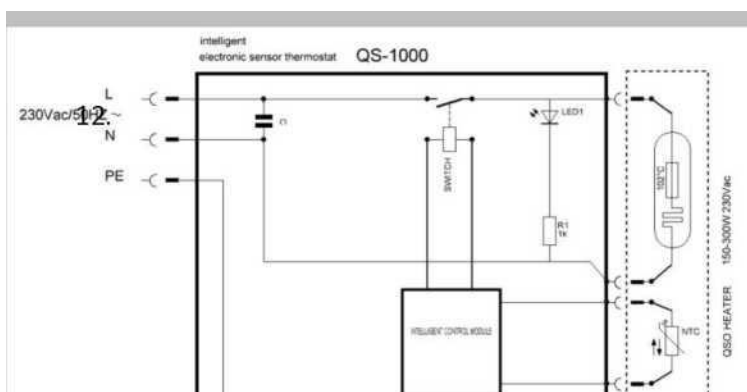 intelligent
electronic sensor thermostat QS-1000
L
230Vac/50HZ ~
12.
N
PE
C1
SWITCH
LED1
R1
1k
102°C
150-300W 230Vac
QSO HEATER
NTC
INTELLIGENT CONTROL MODULE